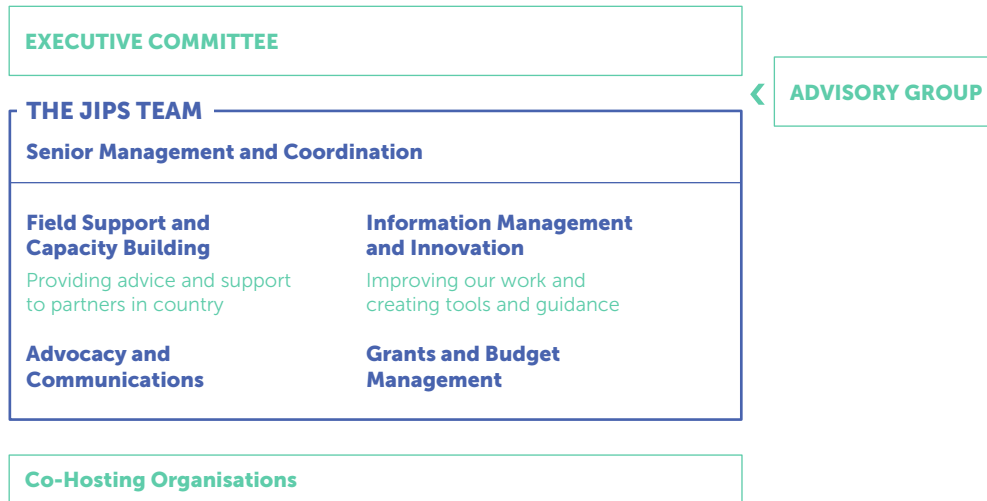 EXECUTIVE COMMITTEE
ADVISORY GROUP
THE JIPS TEAM
Senior Management and Coordination
Field Support and
Capacity Building
Providing advice and support
to partners in country
Information Management
and Innovation
Improving our work and
creating tools and guidance
Advocacy and
Communications
Grants and Budget
Management
Co-Hosting Organisations